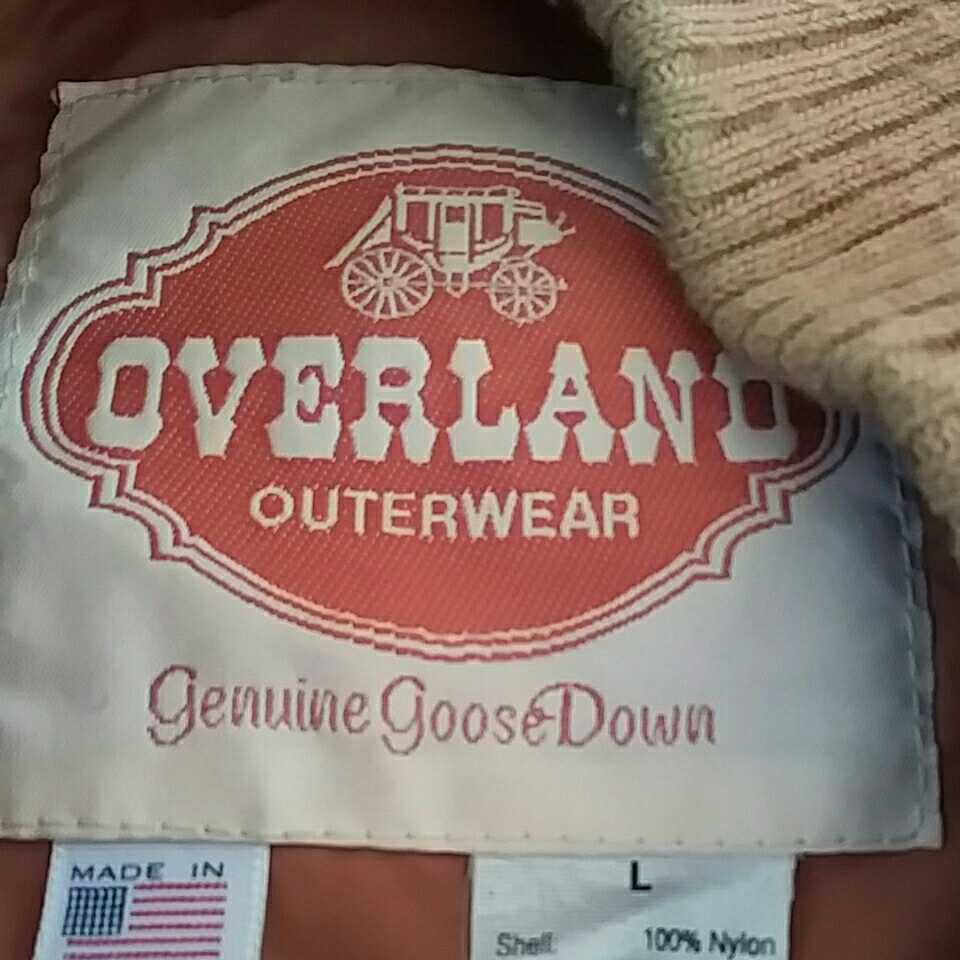 OVERLAND
OUTERWEAR
Genuine Goose Down
MADE IN
L
Shell: 100% Nylon